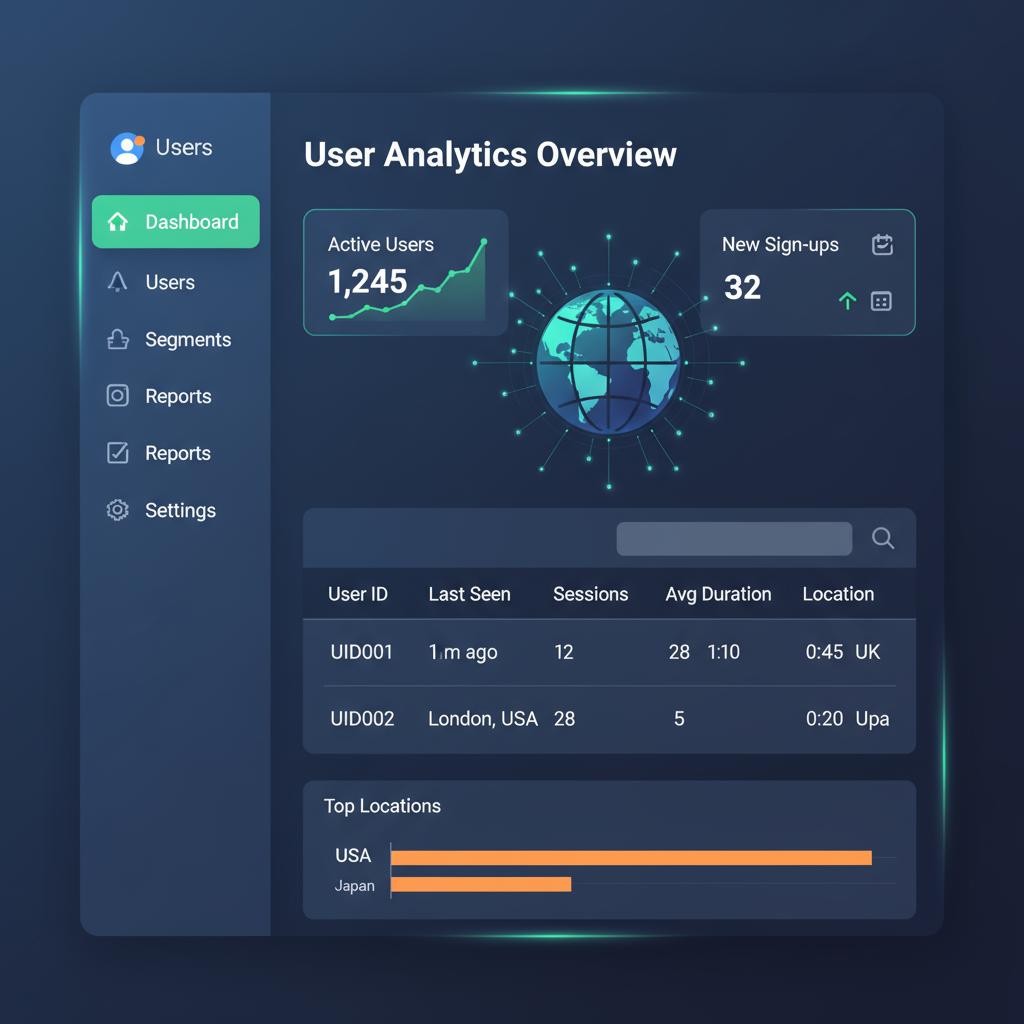 Users
Dashboard
Users
Segments
Reports
Reports
Settings
User Analytics Overview
Active Users
1,245
New Sign-ups
32
User ID Last Seen Sessions Avg Duration Location
UID001 1 m ago 12 28 1:10 0:45 UK
UID002 London, USA 28 5 0:20 Upa
Top Locations
USA
Japan